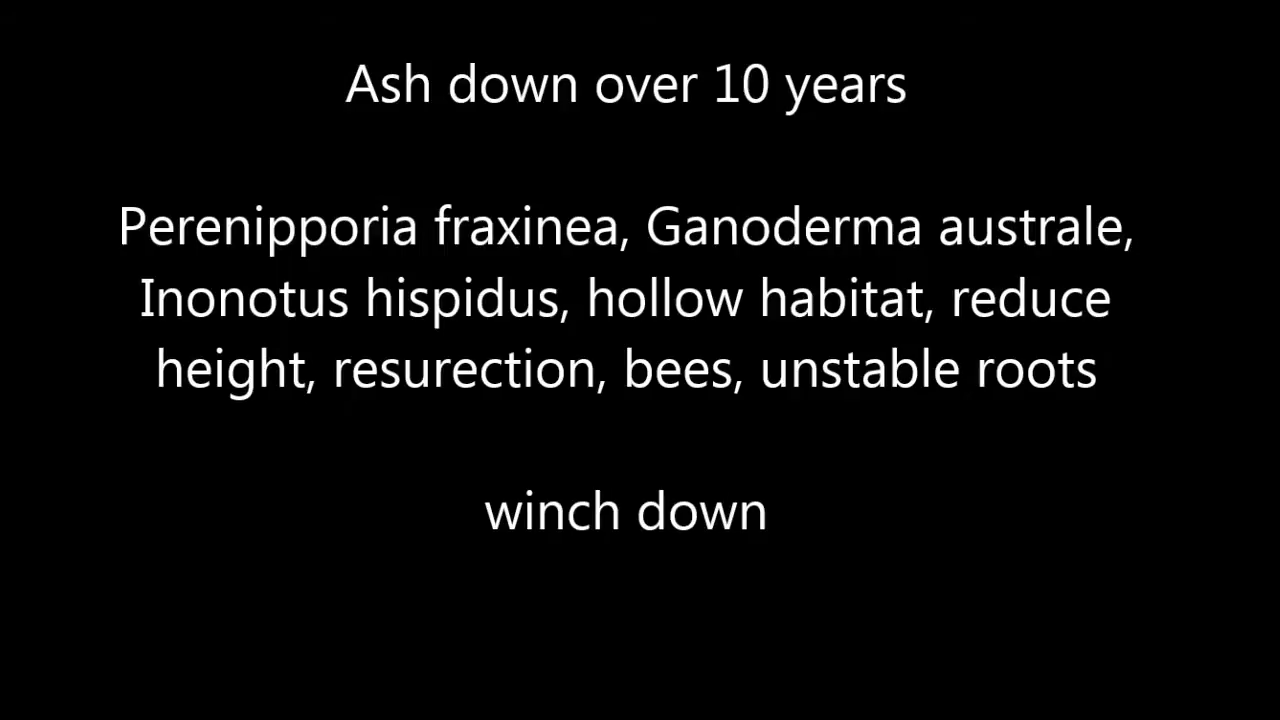 Ash down over 10 years
Perenipporia fraxinea, Ganoderma australe,
Inonotus hispidus, hollow habitat, reduce
height, resurection, bees, unstable roots
winch down